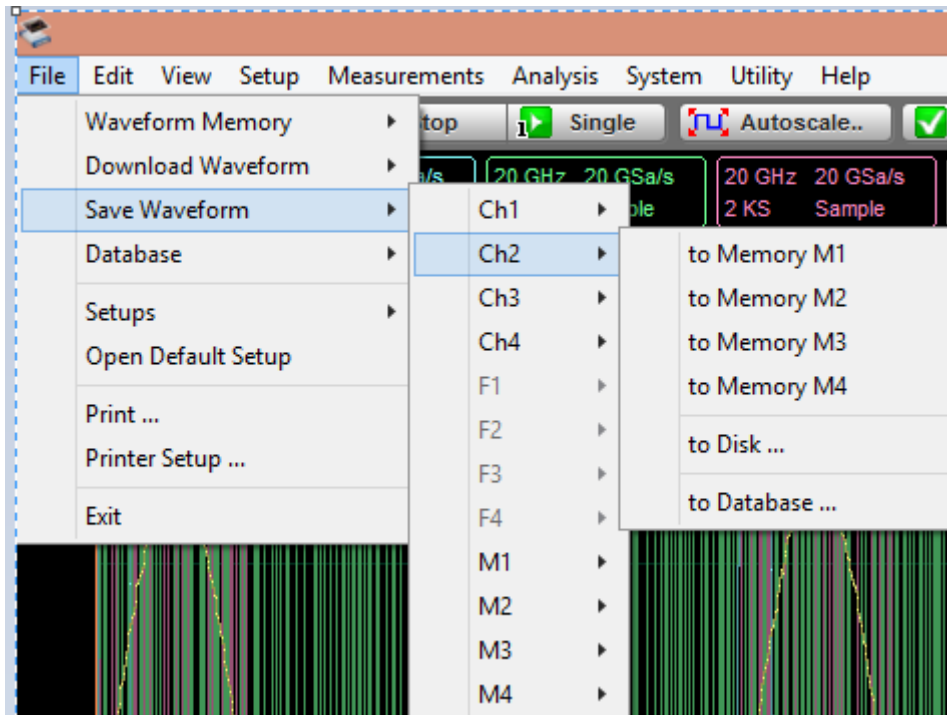 File Edit View Setup Measurements Analysis System Utility Help
top Single Autoscale..
a/s 20 GHz 20 GSa/s 20 GHz 20 GSa/s
ple 2 KS Sample
Waveform Memory
Download Waveform
Save Waveform
Database
Setups
Open Default Setup
Print ...
Printer Setup ...
Exit
Ch1
Ch2
Ch3
Ch4
F1
F2
F3
F4
M1
M2
M3
M4
to Memory M1
to Memory M2
to Memory M3
to Memory M4
to Disk ...
to Database ...